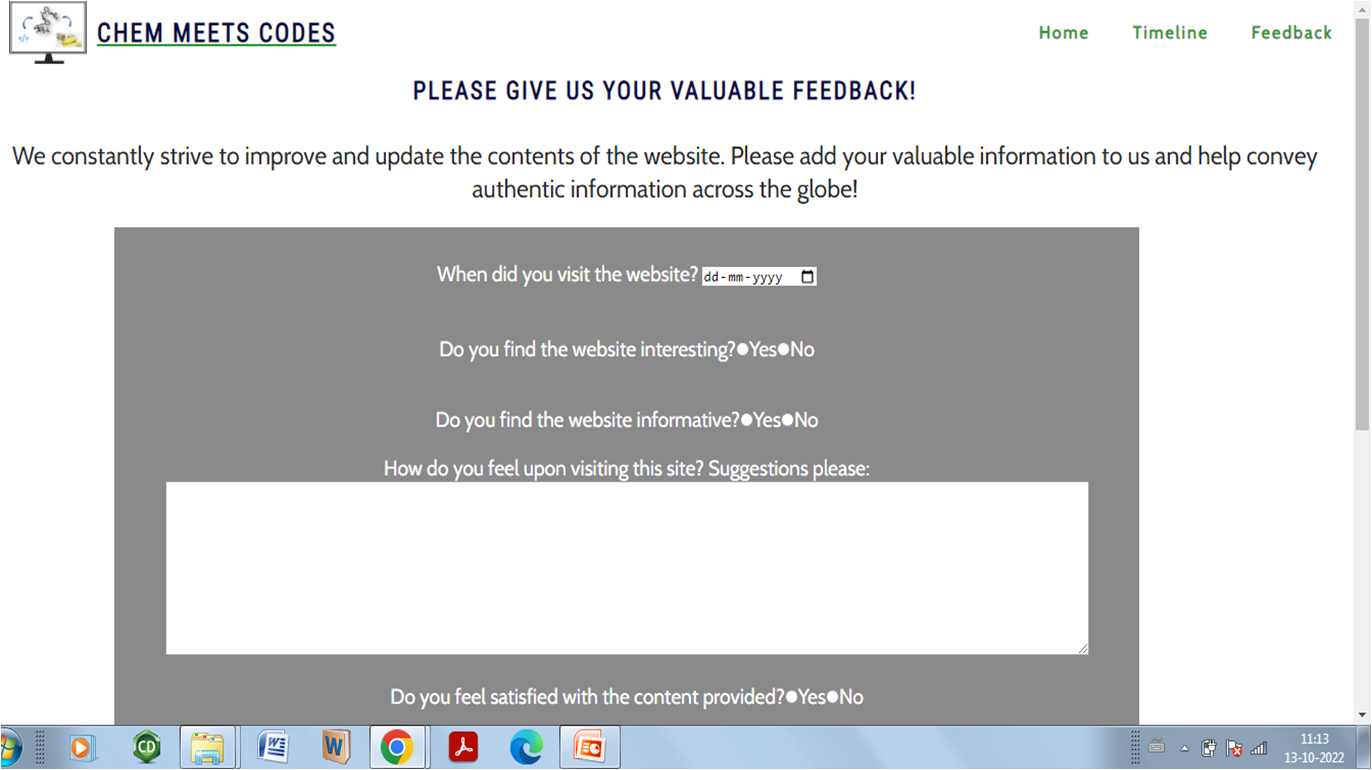 CHEM MEETS CODES
Home Timeline Feedback
PLEASE GIVE US YOUR VALUABLE FEEDBACK!
We constantly strive to improve and update the contents of the website. Please add your valuable information to us and help convey
authentic information across the globe!
When did you visit the website? dd-mm-yyyy
Do you find the website interesting? Yes No
Do you find the website informative? Yes No
How do you feel upon visiting this site? Suggestions please:
Do you feel satisfied with the content provided? Yes No
CD
11:13
13-10-2022